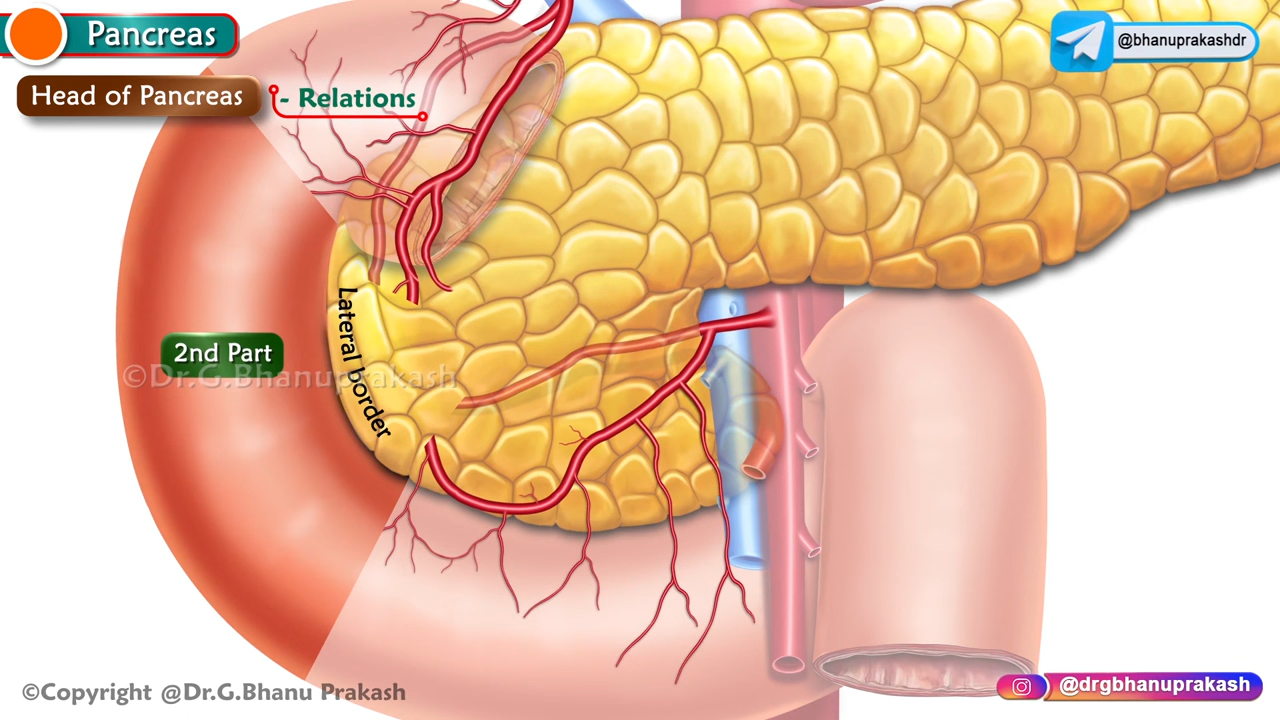 Pancreas
@bhanuprakashdr
Head of Pancreas
- Relations
Lateral border
2nd Part
©Dr.G.Bhanuprakash
©Copyright @Dr.G.Bhanu Prakash
@drgbhanuprakash